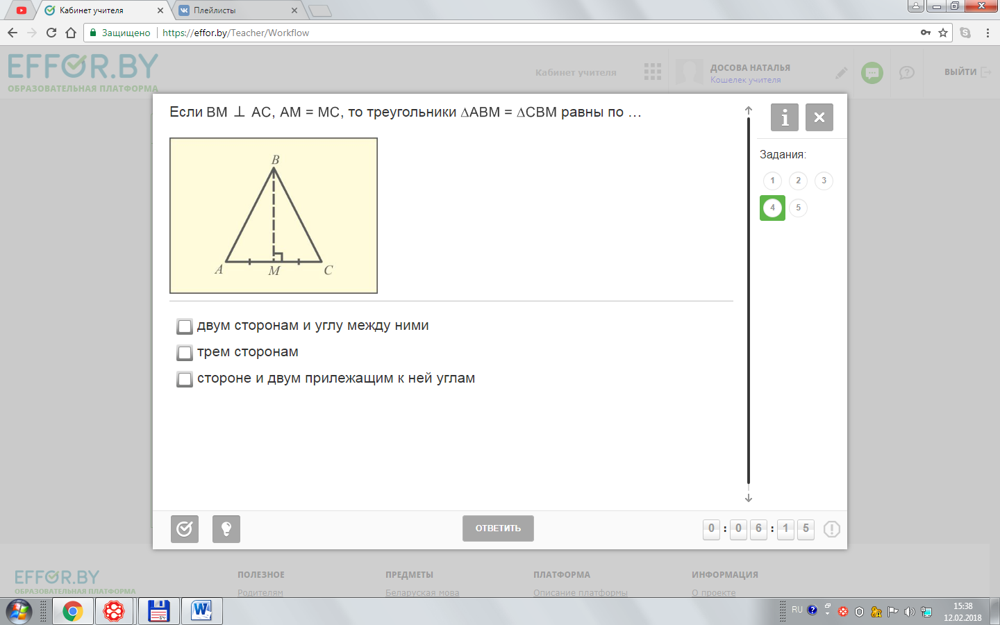 Кабинет учителя
Плейлисты
Защищено
https://effor.by/Teacher/Workflow
EFFOR.BY
ОБРАЗОВАТЕЛЬНАЯ ПЛАТФОРМА
Кабинет учителя
ДОСОВА НАТАЛЬЯ
Кошелек учителя
ВЫЙТИ
Если BM ⊥ AC, AM = MC, то треугольники ∆ABM = ∆CBM равны по …
B
A
M
C
двум сторонам и углу между ними
трем сторонам
стороне и двум прилежащим к ней углам
Задания:
1 2 3
4 5
ОТВЕТИТЬ
0 : 0 6 : 1 5
EFFOR.BY
ОБРАЗОВАТЕЛЬНАЯ ПЛАТФОРМА
ПОЛЕЗНОЕ
Родителям
ПРЕДМЕТЫ
Беларуская мова
ПЛАТФОРМА
Описание платформы
ИНФОРМАЦИЯ
О проекте
RU
15:38
12.02.2018